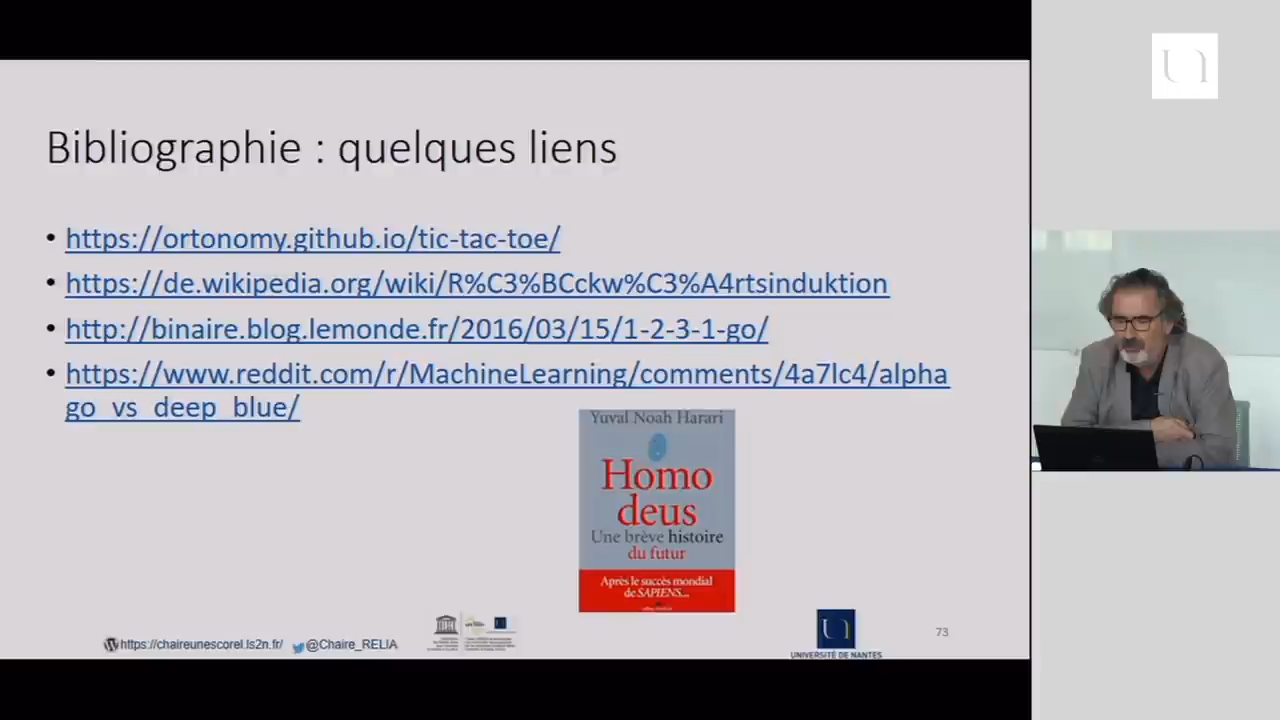 Bibliographie : quelques liens
• https://ortonomy.github.io/tic-tac-toe/
• https://de.wikipedia.org/wiki/R%C3%BCckw%C3%A4rtsinduktion
• http://binaire.blog.lemonde.fr/2016/03/15/1-2-3-1-go/
• https://www.reddit.com/r/MachineLearning/comments/4a7lc4/alpha
go_vs_deep_blue/
Yuval Noah Harari
Homo
deus
Une brève histoire
du futur
Après le succès mondial
de SAPIENS...
https://chaireunescorel.ls2n.fr/
@Chaire_RELIA
UNIVERSITÉ DE NANTES
73